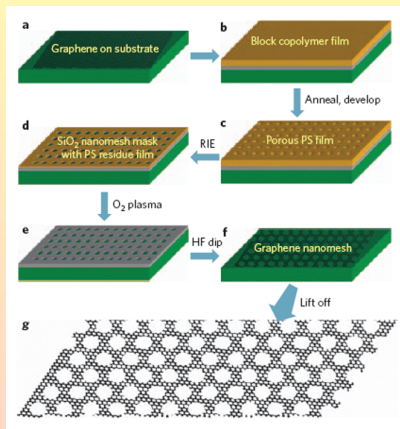 a
Graphene on substrate
b
Block copolymer film
Anneal, develop
c
Porous PS film
RIE
d
SiO₂ nanomesh mask
with PS residue film
O₂ plasma
e
HF dip
f
Graphene nanomesh
Lift off
g